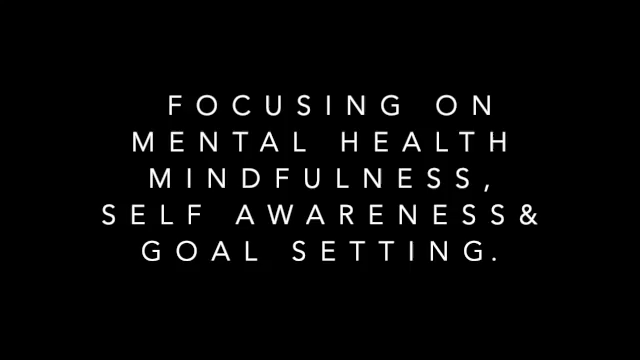 FOCUSING ON
MENTAL HEALTH
MINDFULNESS,
SELF AWARENESS&
GOAL SETTING.